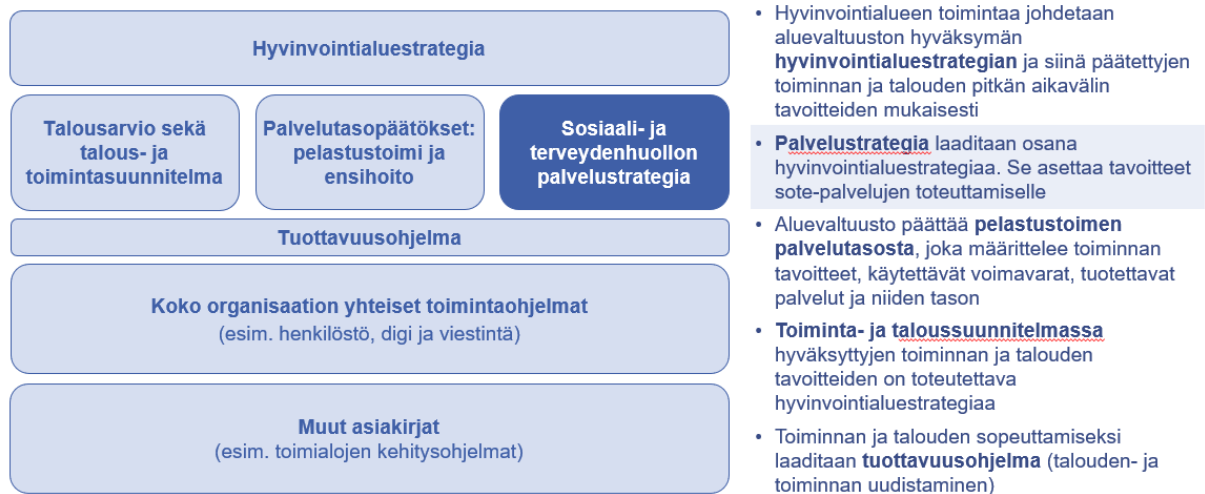 Hyvinvointialuestrategia
Talousarvio sekä
talous- ja
toimintasuunnitelma
Palvelutasopäätökset:
pelastustoimi ja
ensihoito
Sosiaali- ja
terveydenhuollon
palvelustrategia
Tuottavuusohjelma
Koko organisaation yhteiset toimintaohjelmat
(esim. henkilöstö, digi ja viestintä)
Muut asiakirjat
(esim. toimialojen kehitysohjelmat)
• Hyvinvointialueen toimintaa johdetaan
aluevaltuuston hyväksymän
hyvinvointialuestrategian ja siinä päätettyjen
toiminnan ja talouden pitkän aikavälin
tavoitteiden mukaisesti
• Palvelustrategia laaditaan osana
hyvinvointialuestrategiaa. Se asettaa tavoitteet
sote-palvelujen toteuttamiselle
• Aluevaltuusto päättää pelastustoimen
palvelutasosta, joka määrittelee toiminnan
tavoitteet, käytettävät voimavarat, tuotettavat
palvelut ja niiden tason
• Toiminta- ja taloussuunnitelmassa
hyväksyttyjen toiminnan ja talouden
tavoitteiden on toteutettava
hyvinvointialuestrategiaa
• Toiminnan ja talouden sopeuttamiseksi
laaditaan tuottavuusohjelma (talouden- ja
toiminnan uudistaminen)